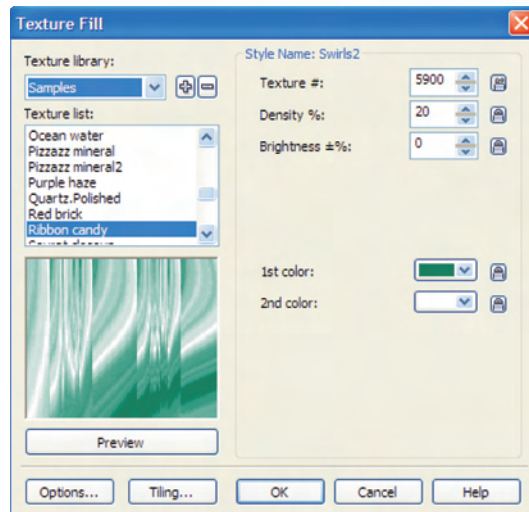 Texture Fill
Texture library:
Samples
Texture list:
Ocean water
Pizzazz mineral
Pizzazz mineral2
Purple haze
Quartz.Polished
Red brick
Ribbon candy
Preview
Style Name: Swirls2
Texture #: 5900
Density %: 20
Brightness ±%: 0
1st color:
2nd color:
Options... Tiling... OK Cancel Help